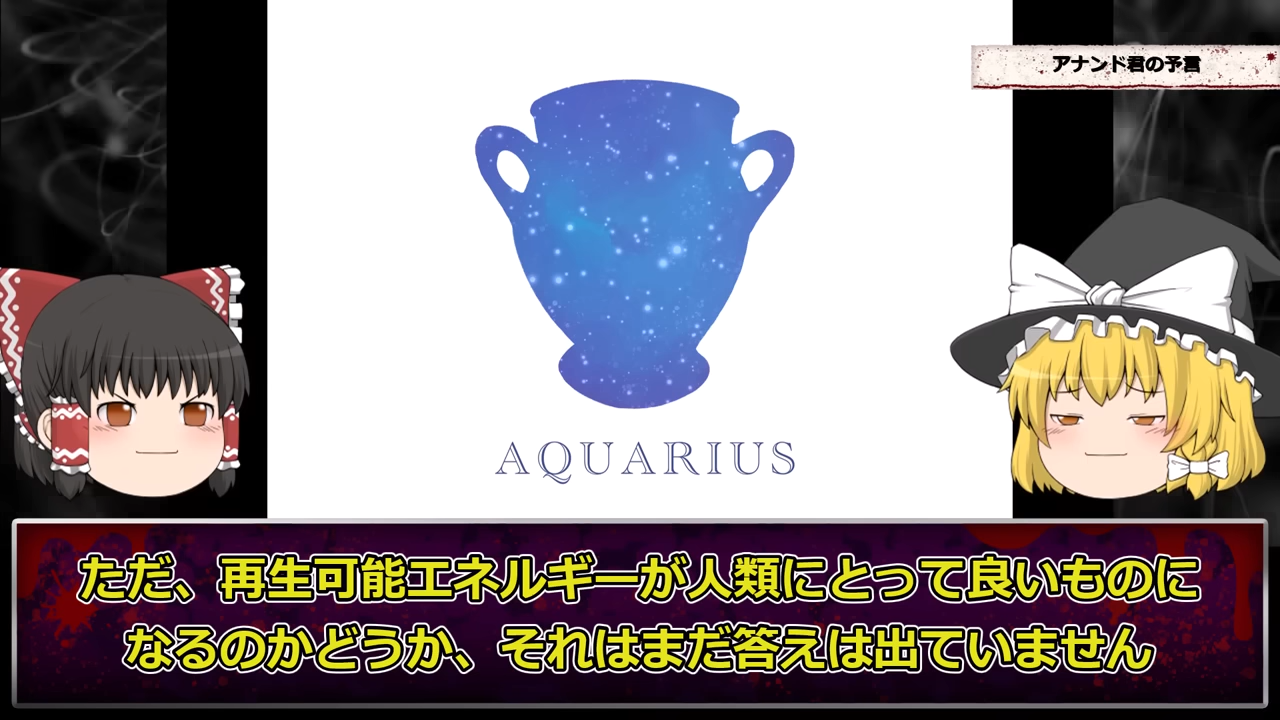 アナンド君の予言
AQUARIUS
ただ、再生可能エネルギーが人類にとって良いものに
なるのかどうか、それはまだ答えは出ていません